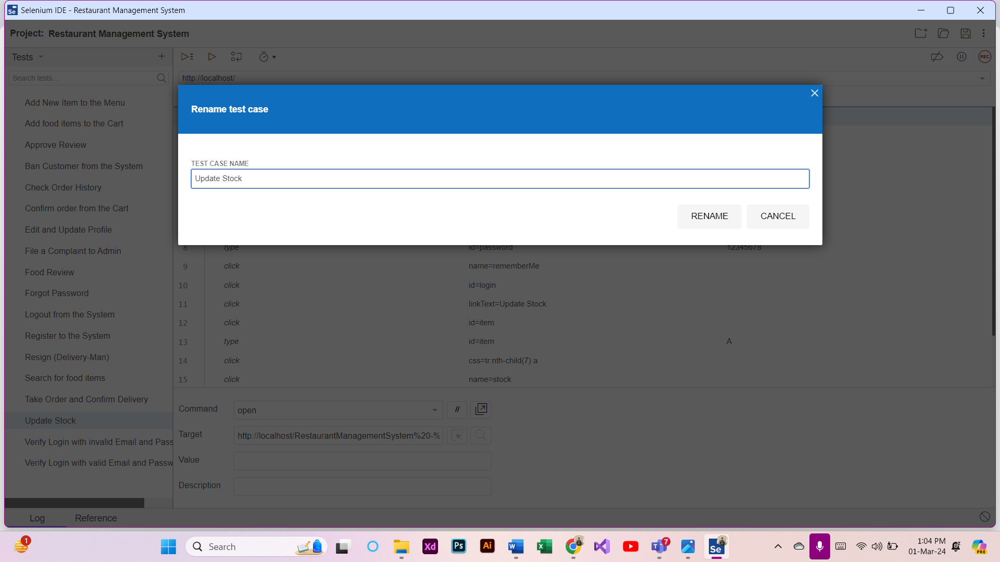 Selenium IDE - Restaurant Management System
Project: Restaurant Management System
Tests
Search tests...
http://localhost/
REC
Add New Item to the Menu
Add food items to the Cart
Approve Review
Ban Customer from the System
Check Order History
Confirm order from the Cart
Edit and Update Profile
File a Complaint to Admin
Food Review
Forgot Password
Logout from the System
Register to the System
Resign (Delivery-Man)
Search for food items
Take Order and Confirm Delivery
Update Stock
Verify Login with invalid Email and Pass
Verify Login with valid Email and Passw
Rename test case
TEST CASE NAME
Update Stock
RENAME CANCEL
8 type id=password 12345678
9 click name=rememberMe
10 click id=login
11 click linkText=Update Stock
12 click id=item
13 type id=item A
14 click css=tr:nth-child(7) a
15 click name=stock
Command open //
Target http://localhost/RestaurantManagementSystem%20-%
Value
Description
Log Reference
1
Search
Xd
Ps
Ai
7
Se
1:04 PM
01-Mar-24
PRE